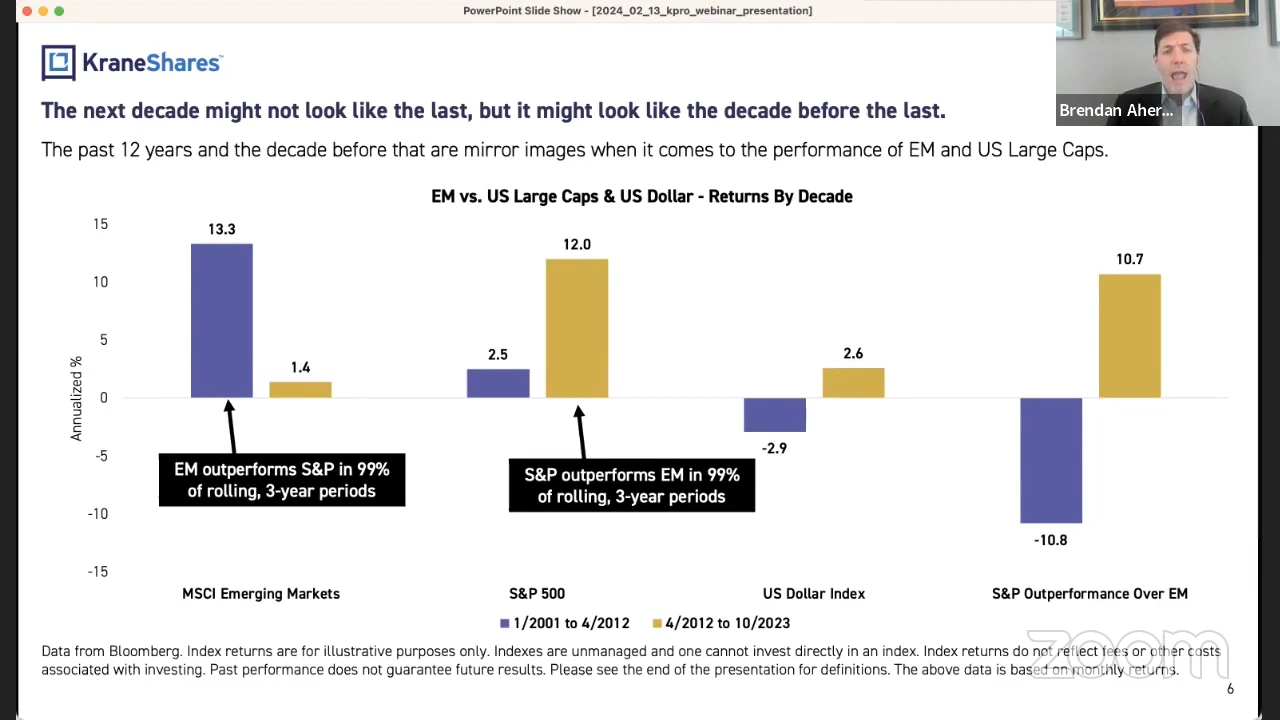 PowerPoint Slide Show - [2024_02_13_kpro_webinar_presentation]
KraneShares™
Brendan Aher...
The next decade might not look like the last, but it might look like the decade before the last.
The past 12 years and the decade before that are mirror images when it comes to the performance of EM and US Large Caps.
EM vs. US Large Caps & US Dollar - Returns By Decade
15
10
5
0
-5
-10
-15
Annualized %
13.3
1.4
2.5
12.0
-2.9
2.6
-10.8
10.7
EM outperforms S&P in 99%
of rolling, 3-year periods
S&P outperforms EM in 99%
of rolling, 3-year periods
MSCI Emerging Markets
S&P 500
US Dollar Index
S&P Outperformance Over EM
1/2001 to 4/2012
4/2012 to 10/2023
Data from Bloomberg. Index returns are for illustrative purposes only. Indexes are unmanaged and one cannot invest directly in an index. Index returns do not reflect fees or other costs
associated with investing. Past performance does not guarantee future results. Please see the end of the presentation for definitions. The above data is based on monthly returns.
zoom
6